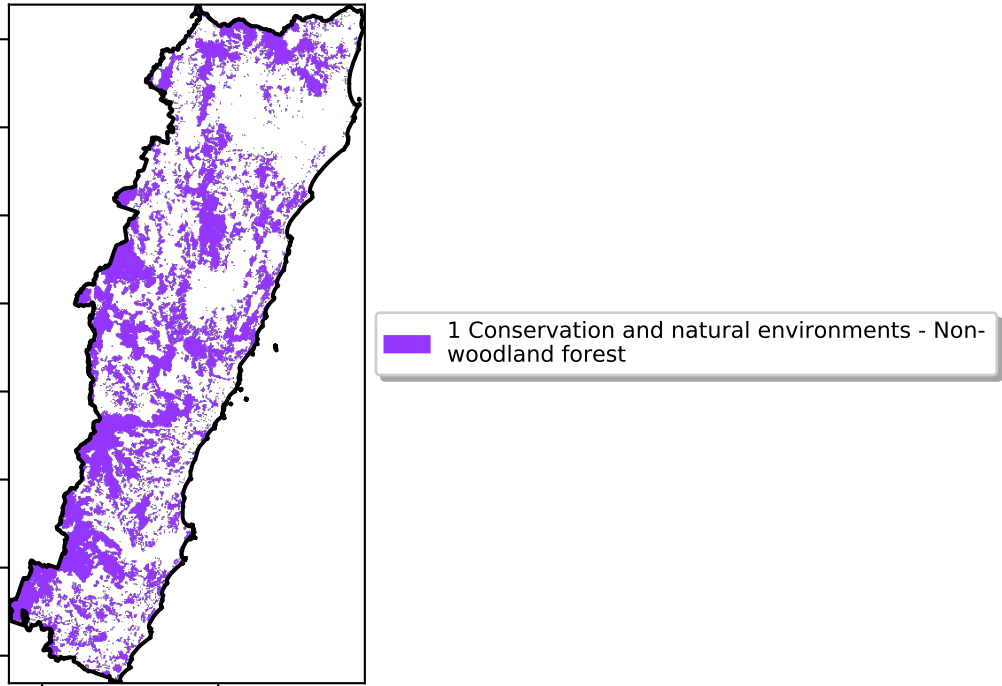 1 Conservation and natural environments - Non-
woodland forest